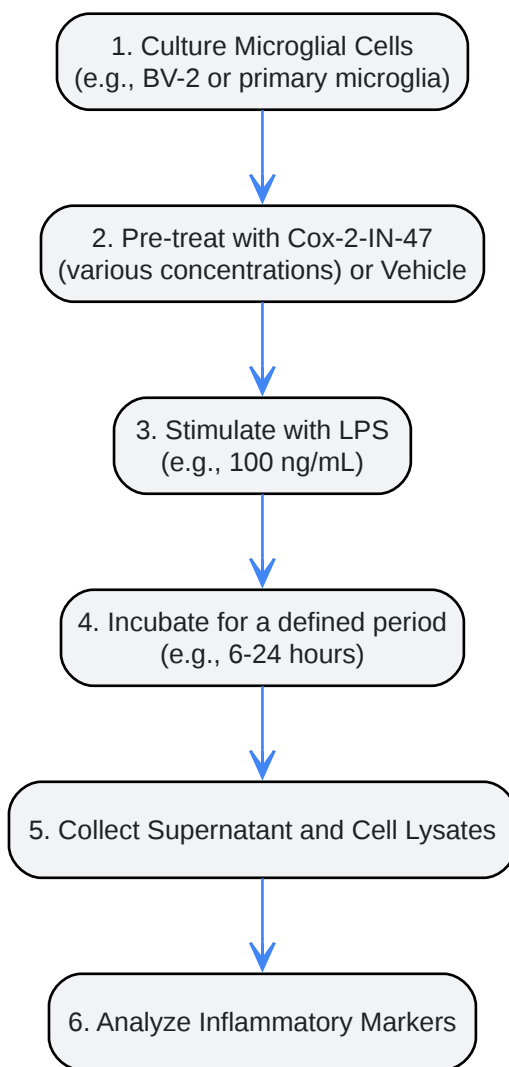 1. Culture Microglial Cells
(e.g., BV-2 or primary microglia)
2. Pre-treat with Cox-2-IN-47
(various concentrations) or Vehicle
3. Stimulate with LPS
(e.g., 100 ng/mL)
4. Incubate for a defined period
(e.g., 6-24 hours)
5. Collect Supernatant and Cell Lysates
6. Analyze Inflammatory Markers